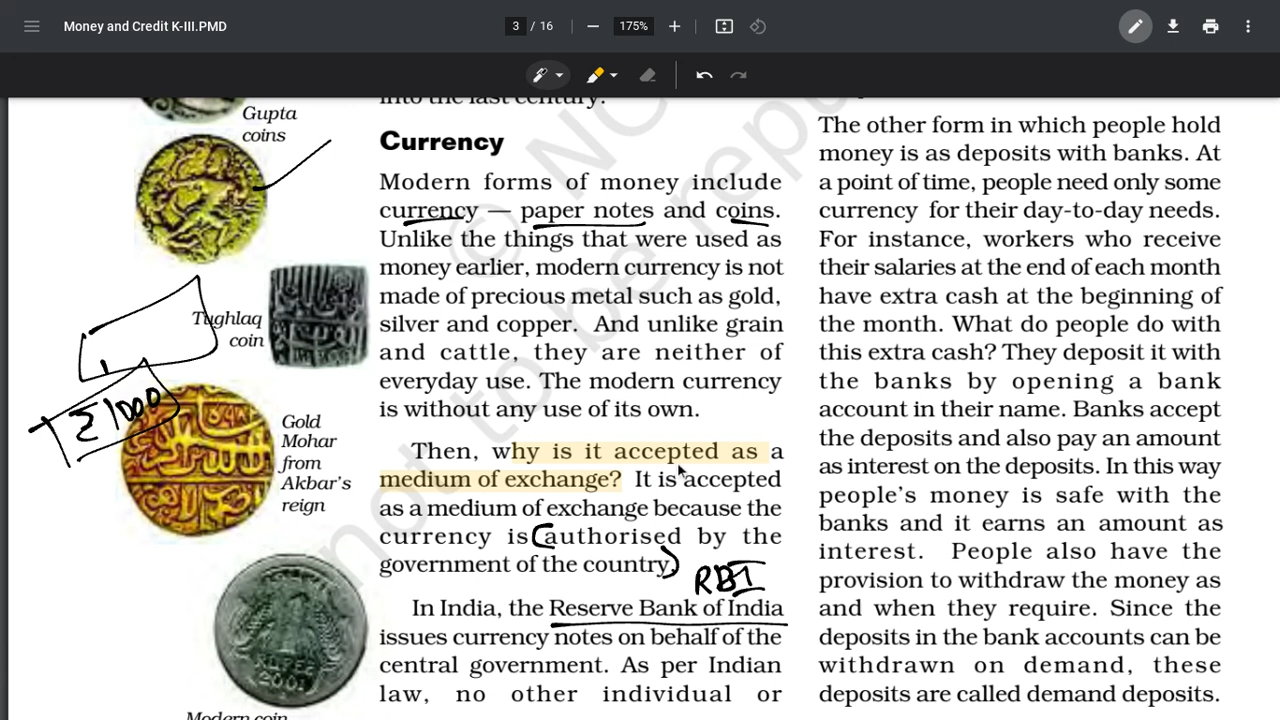 Money and Credit K-III.PMD
3 / 16
175%
Gupta
coins
Tughlaq
coin
₹1000
Gold
Mohar
from
Akbar's
reign
RUPEE
2001
Modern coin
into the last century.
Currency
Modern forms of money include
currency — paper notes and coins.
Unlike the things that were used as
money earlier, modern currency is not
made of precious metal such as gold,
silver and copper. And unlike grain
and cattle, they are neither of
everyday use. The modern currency
is without any use of its own.
Then, why is it accepted as a
medium of exchange? It is accepted
as a medium of exchange because the
currency is authorised by the
government of the country.
RBI
In India, the Reserve Bank of India
issues currency notes on behalf of the
central government. As per Indian
law, no other individual or
The other form in which people hold
money is as deposits with banks. At
a point of time, people need only some
currency for their day-to-day needs.
For instance, workers who receive
their salaries at the end of each month
have extra cash at the beginning of
the month. What do people do with
this extra cash? They deposit it with
the banks by opening a bank
account in their name. Banks accept
the deposits and also pay an amount
as interest on the deposits. In this way
people's money is safe with the
banks and it earns an amount as
interest. People also have the
provision to withdraw the money as
and when they require. Since the
deposits in the bank accounts can be
withdrawn on demand, these
deposits are called demand deposits.
© NC
not to be repu